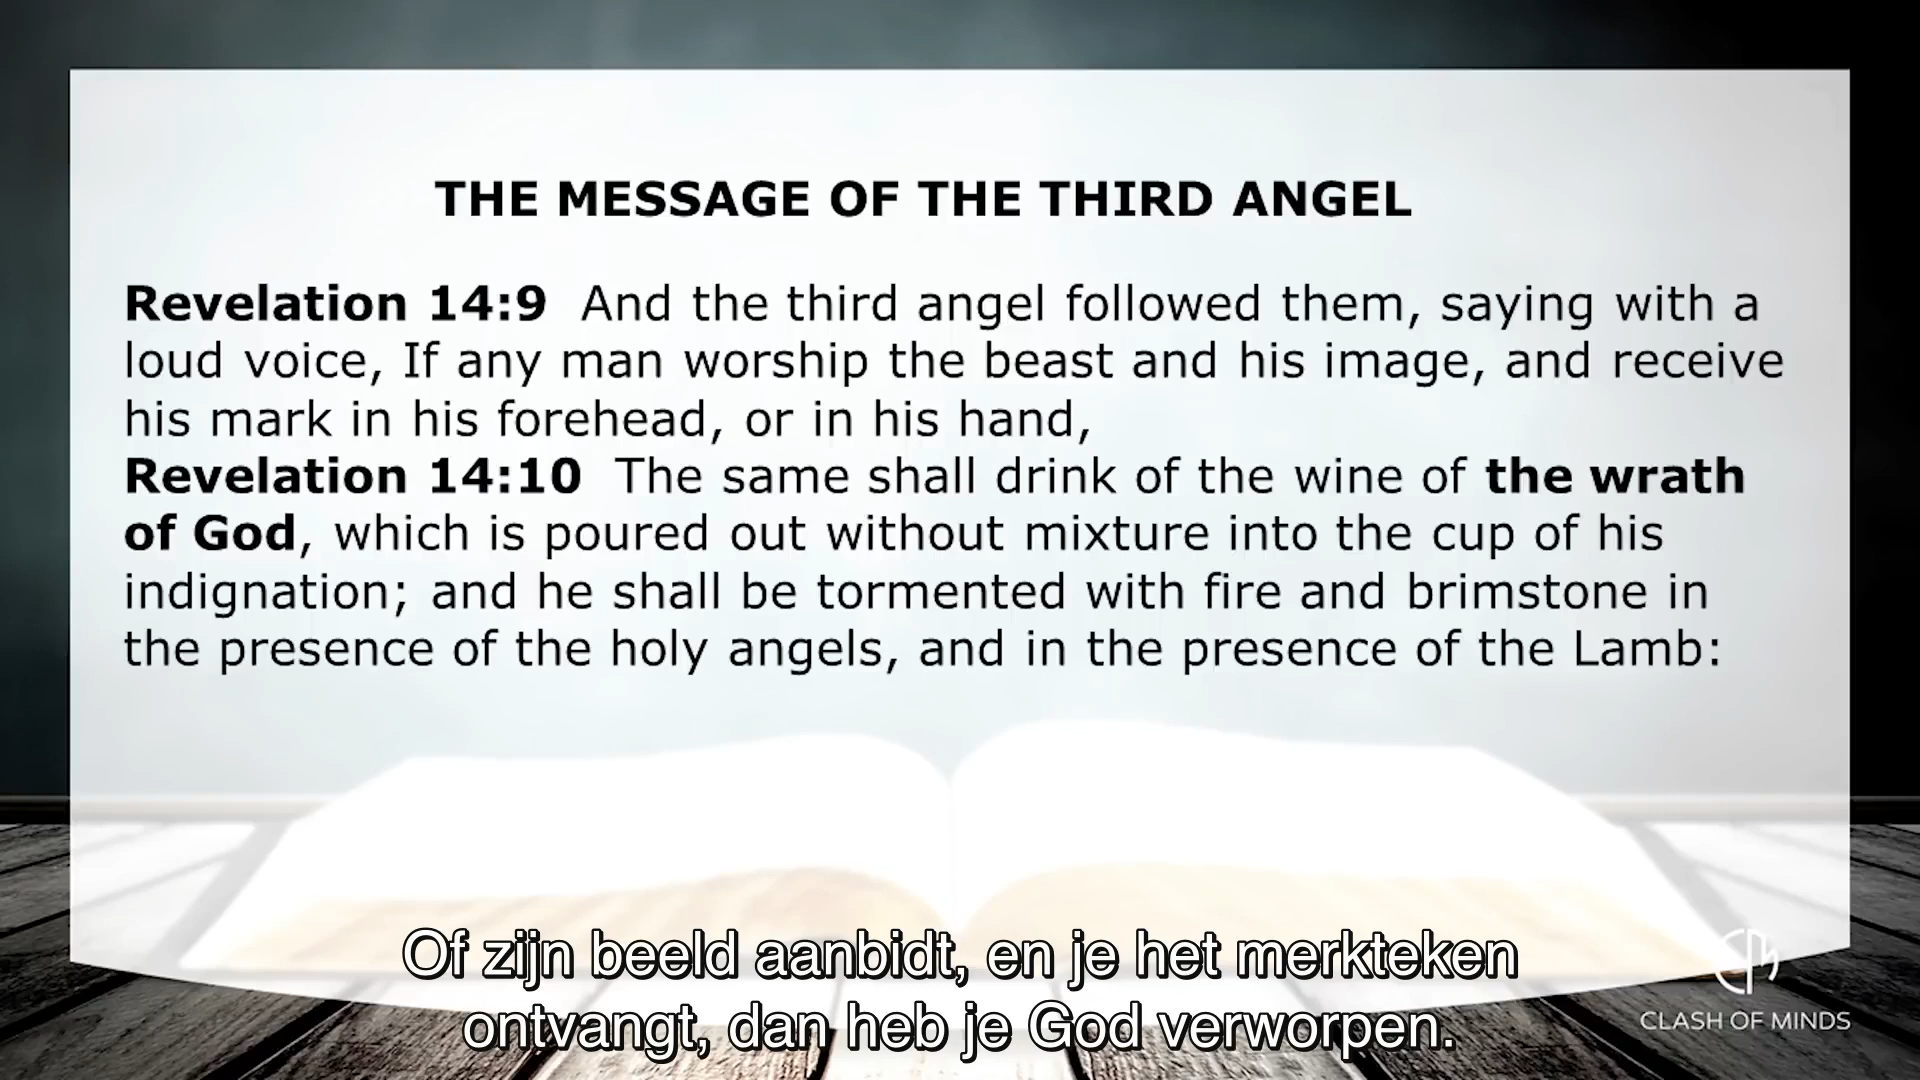 THE MESSAGE OF THE THIRD ANGEL
Revelation 14:9 And the third angel followed them, saying with a
loud voice, If any man worship the beast and his image, and receive
his mark in his forehead, or in his hand,
Revelation 14:10 The same shall drink of the wine of the wrath
of God, which is poured out without mixture into the cup of his
indignation; and he shall be tormented with fire and brimstone in
the presence of the holy angels, and in the presence of the Lamb:
Of zijn beeld aanbidt, en je het merkteken
ontvangt, dan heb je God verworpen.
CLASH OF MINDS